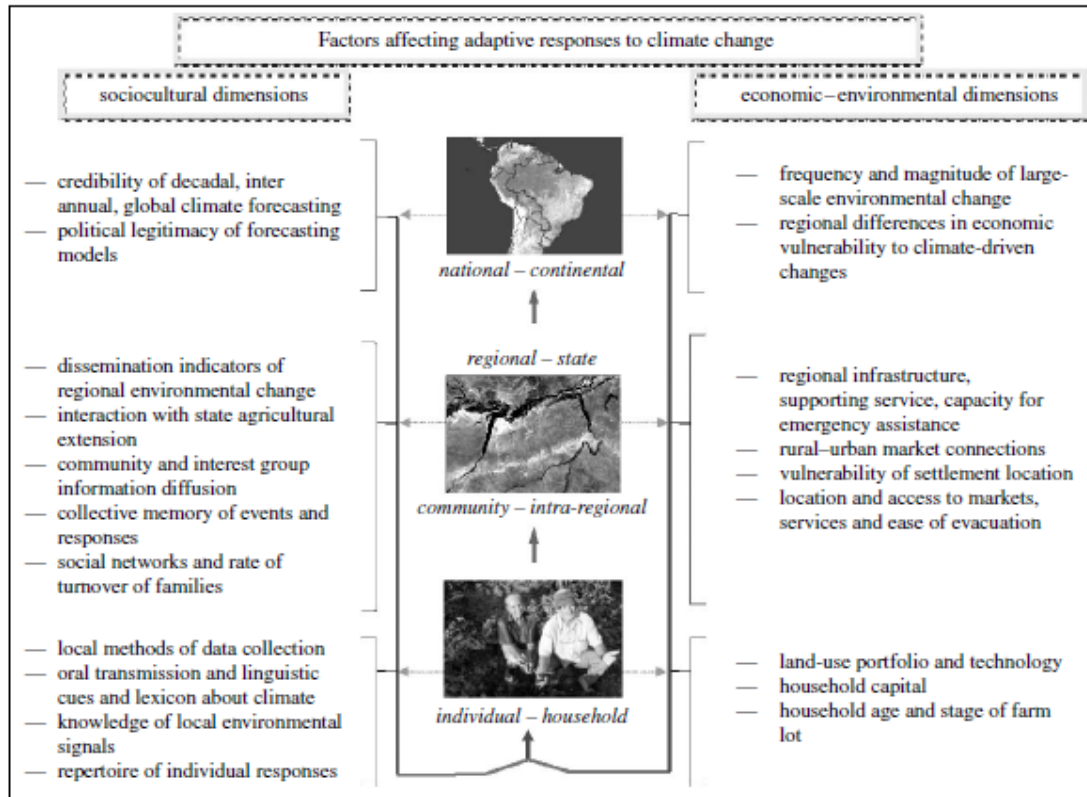 Factors affecting adaptive responses to climate change
sociocultural dimensions
economic–environmental dimensions
— credibility of decadal, inter
annual, global climate forecasting
— political legitimacy of forecasting
models
national – continental
— frequency and magnitude of large-
scale environmental change
— regional differences in economic
vulnerability to climate-driven
changes
regional – state
— dissemination indicators of
regional environmental change
— interaction with state agricultural
extension
— community and interest group
information diffusion
— collective memory of events and
responses
— social networks and rate of
turnover of families
community – intra-regional
— regional infrastructure,
supporting service, capacity for
emergency assistance
— rural–urban market connections
— vulnerability of settlement location
— location and access to markets,
services and ease of evacuation
— local methods of data collection
— oral transmission and linguistic
cues and lexicon about climate
— knowledge of local environmental
signals
— repertoire of individual responses
individual – household
— land-use portfolio and technology
— household capital
— household age and stage of farm
lot